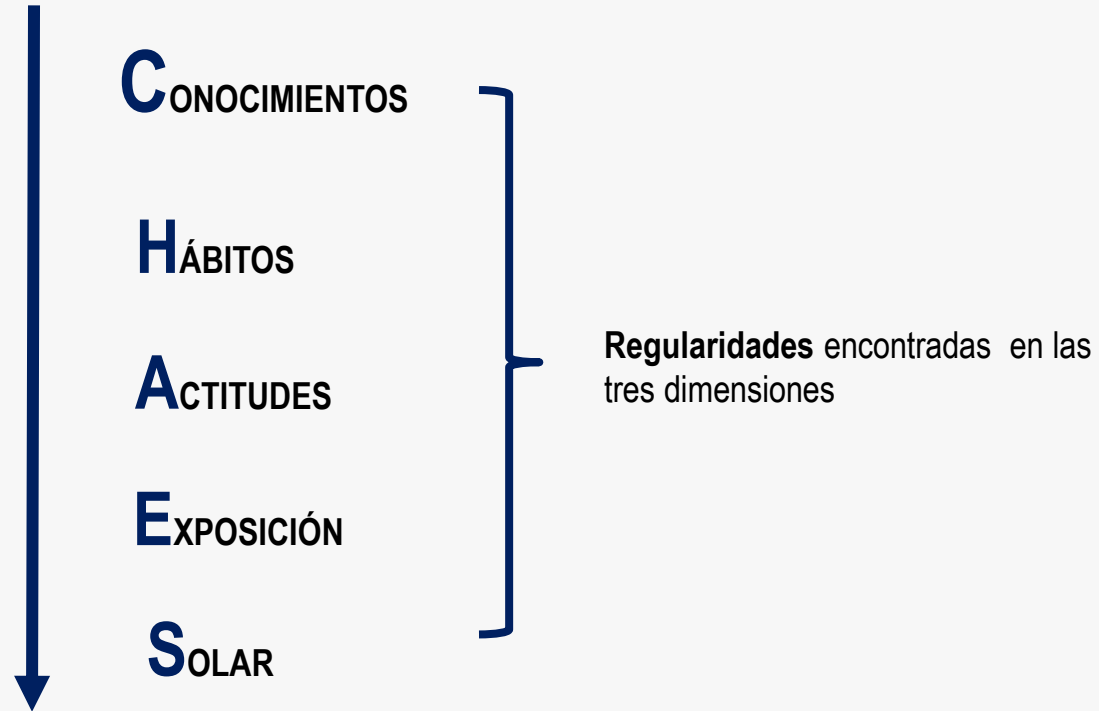 CONOCIMIENTOS
HÁBITOS
ACTITUDES
EXPOSICIÓN
SOLAR
Regularidades encontradas en las
tres dimensiones